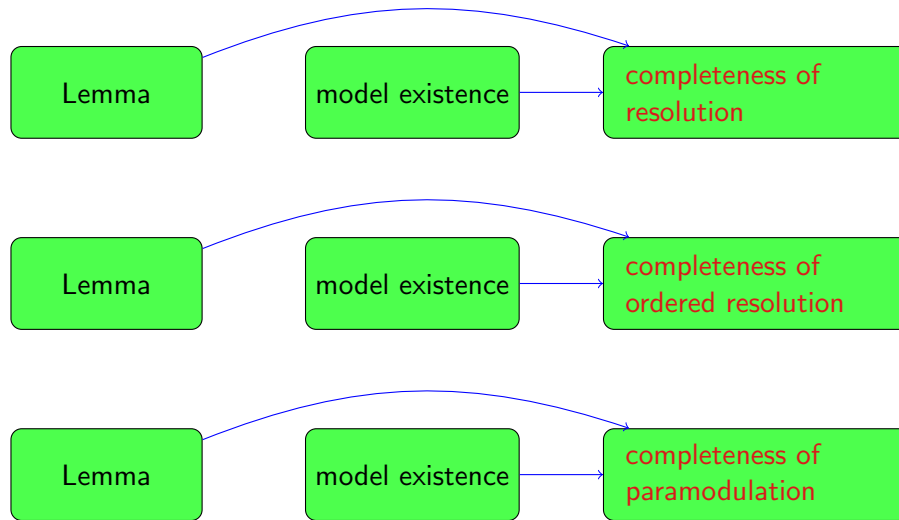 Lemma
model existence
completeness of
resolution
Lemma
model existence
completeness of
ordered resolution
Lemma
model existence
completeness of
paramodulation